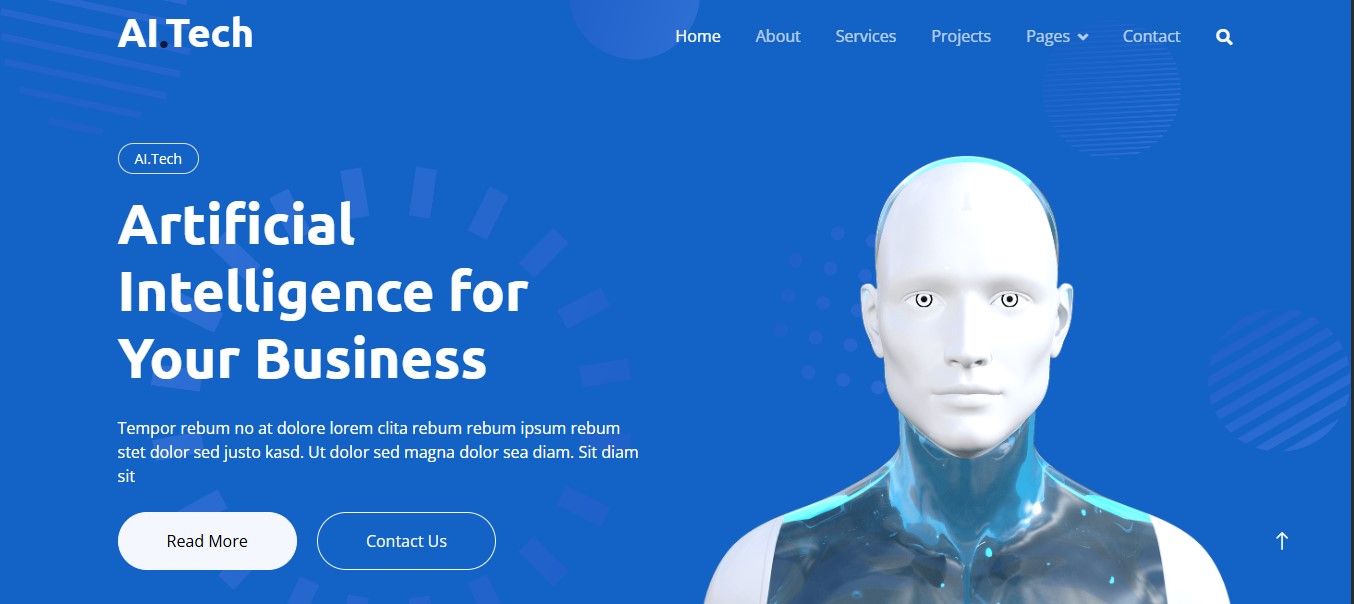 AI.Tech
Home About Services Projects Pages Contact
AI.Tech
Artificial
Intelligence for
Your Business
Tempor rebum no at dolore lorem clita rebum rebum ipsum rebum
stet dolor sed justo kasd. Ut dolor sed magna dolor sea diam. Sit diam
sit
Read More Contact Us